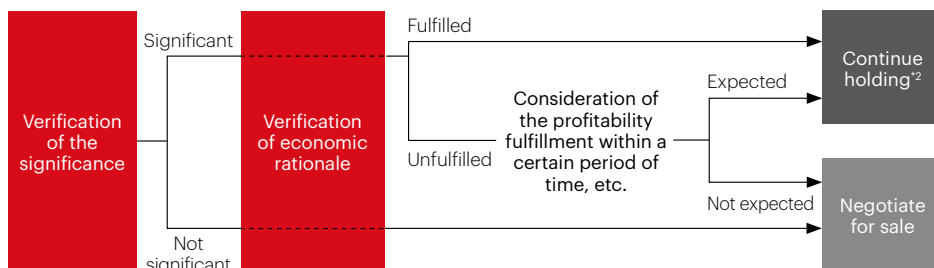 Verification
of the
significance
Significant
Not
significant
Verification
of economic
rationale
Fulfilled
Unfulfilled
Consideration of
the profitability
fulfillment within a
certain period of
time, etc.
Expected
Not expected
Continue
holding*2
Negotiate
for sale